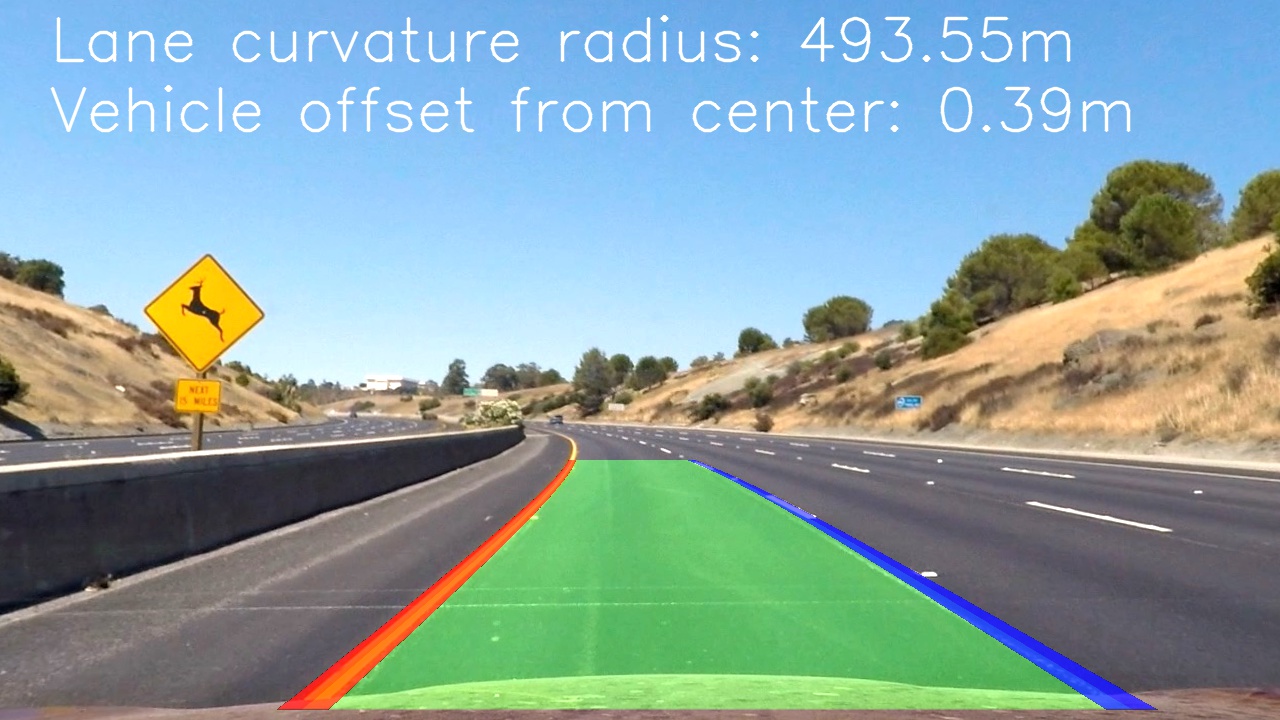 Lane curvature radius: 493.55m
Vehicle offset from center: 0.39m
NEXT
15 MILES